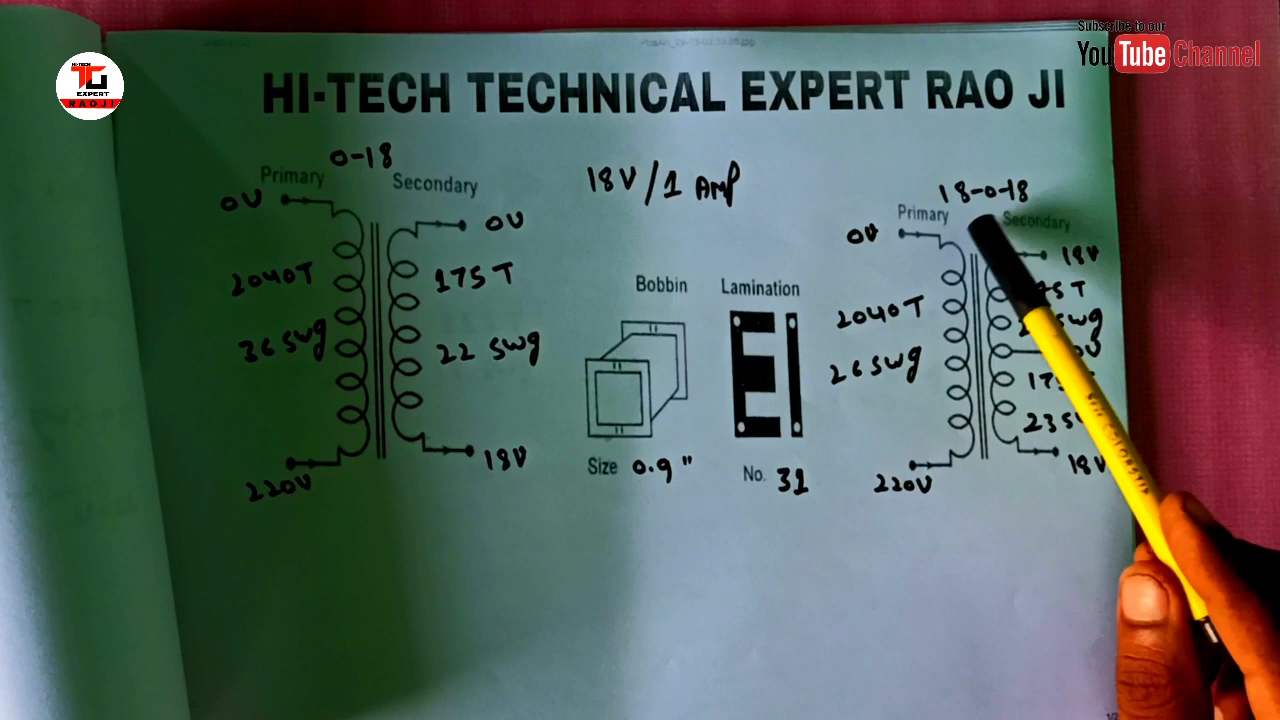 Subscribe to our
YouTube Channel
HI-TECH
TG
EXPERT
RAOJI
HI-TECH TECHNICAL EXPERT RAO JI
0-18
Primary
Secondary
0V
0V
2040T
175T
36 swg
22 swg
220V
18V
18V/1 Amp
Bobbin
Lamination
Size 0.9"
No. 31
18-0-18
Primary
Secondary
0V
18V
2040T
26 swg
18V
220V